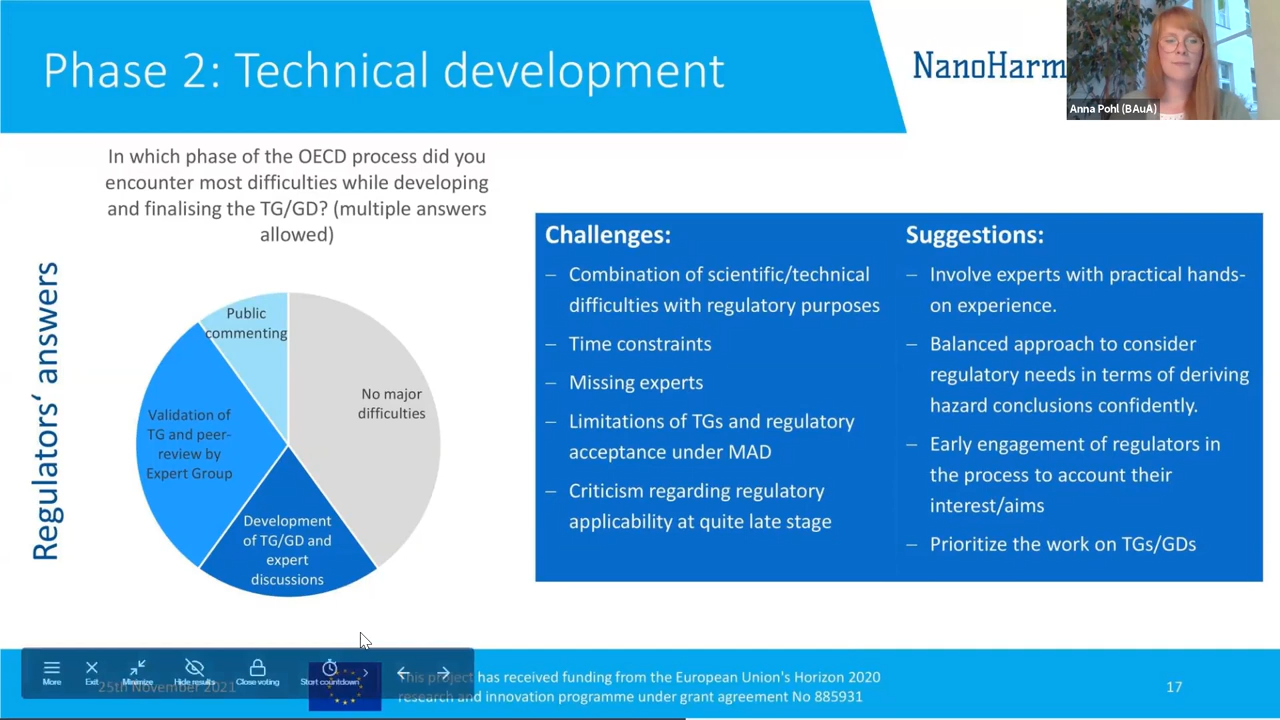 Phase 2: Technical development
NanoHarm
Anna Pohl (BAuA)
In which phase of the OECD process did you
encounter most difficulties while developing
and finalising the TG/GD? (multiple answers
allowed)
Regulators‘ answers
Public
commenting
No major
difficulties
Validation of
TG and peer-
review by
Expert Group
Development
of TG/GD and
expert
discussions
Challenges:
– Combination of scientific/technical
difficulties with regulatory purposes
– Time constraints
– Missing experts
– Limitations of TGs and regulatory
acceptance under MAD
– Criticism regarding regulatory
applicability at quite late stage
Suggestions:
– Involve experts with practical hands-
on experience.
– Balanced approach to consider
regulatory needs in terms of deriving
hazard conclusions confidently.
– Early engagement of regulators in
the process to account their
interest/aims
– Prioritize the work on TGs/GDs
More
Exit
Minimize
Hide results
Close voting
Start countdown
25th November 2021
This project has received funding from the European Union's Horizon 2020
research and innovation programme under grant agreement No 885931
17